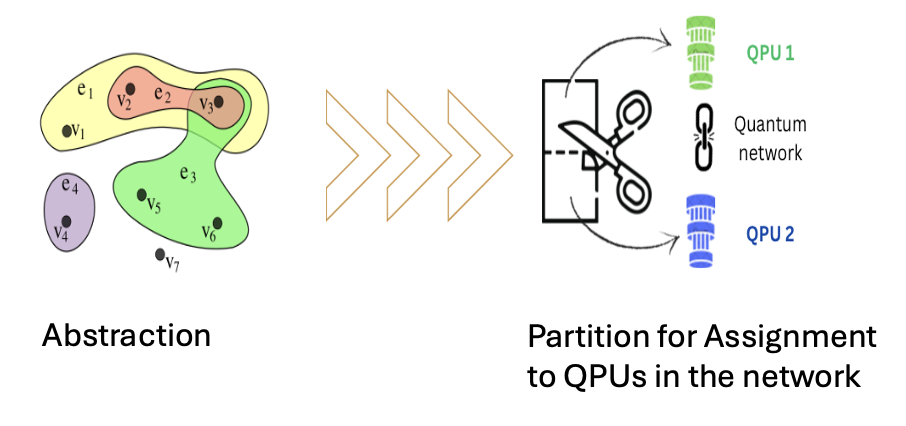 e1
v2
e2
v3
v1
e3
e4
v5
v4
v6
v7
QPU 1
Quantum
network
QPU 2
Abstraction
Partition for Assignment
to QPUs in the network